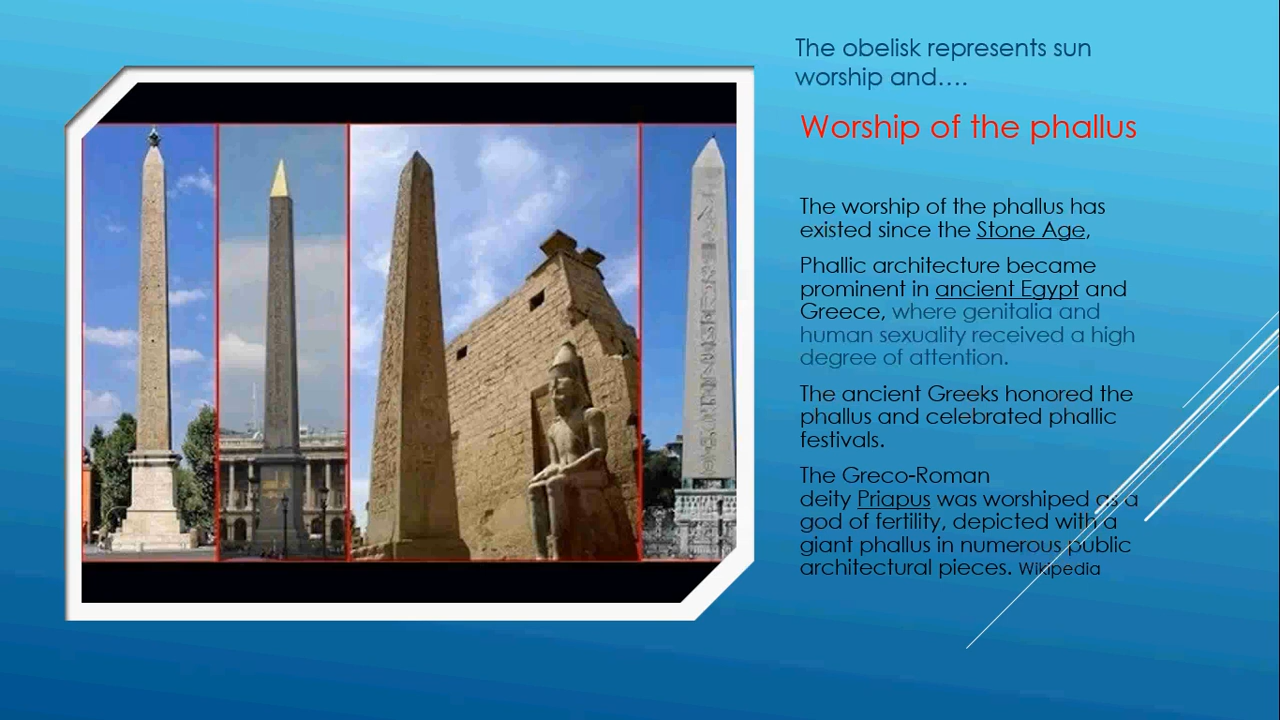 The obelisk represents sun
worship and….
Worship of the phallus
The worship of the phallus has
existed since the Stone Age,
Phallic architecture became
prominent in ancient Egypt and
Greece, where genitalia and
human sexuality received a high
degree of attention.
The ancient Greeks honored the
phallus and celebrated phallic
festivals.
The Greco-Roman
deity Priapus was worshiped as a
god of fertility, depicted with a
giant phallus in numerous public
architectural pieces. Wikipedia